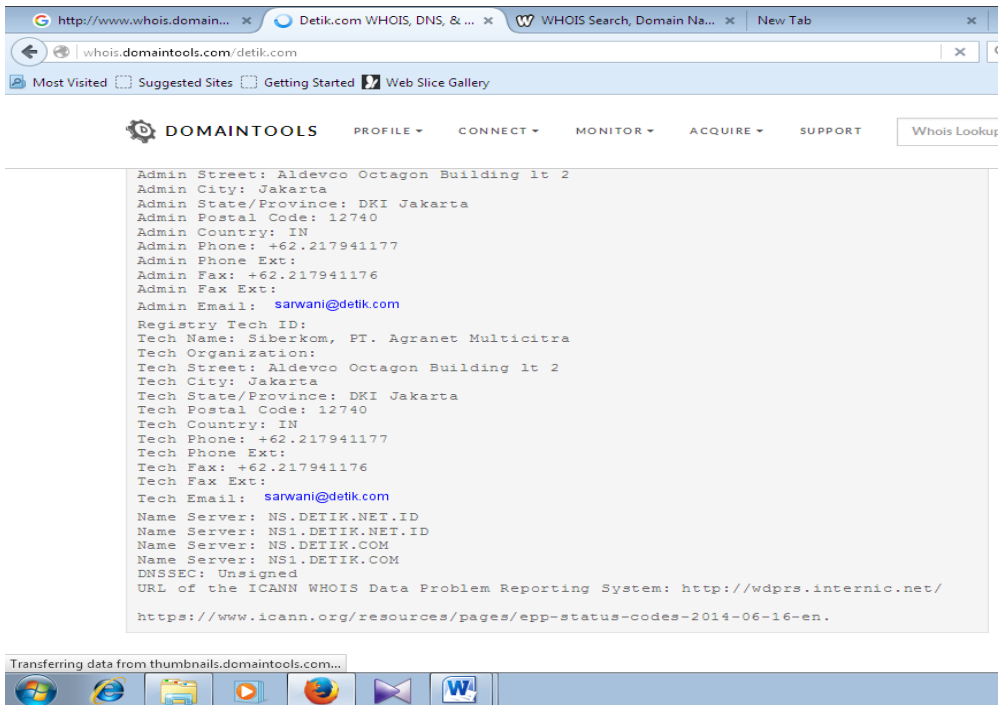 http://www.whois.domain... Detik.com WHOIS, DNS, & ... WHOIS Search, Domain Na... New Tab
whois.domaintools.com/detik.com
Most Visited Suggested Sites Getting Started Web Slice Gallery
DOMAINTOOLS PROFILE CONNECT MONITOR ACQUIRE SUPPORT Whois Lookup
Admin Street: Aldevco Octagon Building lt 2
Admin City: Jakarta
Admin State/Province: DKI Jakarta
Admin Postal Code: 12740
Admin Country: IN
Admin Phone: +62.217941177
Admin Phone Ext:
Admin Fax: +62.217941176
Admin Fax Ext:
Admin Email: sarwani@detik.com
Registry Tech ID:
Tech Name: Siberkom, PT. Agranet Multicitra
Tech Organization:
Tech Street: Aldevco Octagon Building lt 2
Tech City: Jakarta
Tech State/Province: DKI Jakarta
Tech Postal Code: 12740
Tech Country: IN
Tech Phone: +62.217941177
Tech Phone Ext:
Tech Fax: +62.217941176
Tech Fax Ext:
Tech Email: sarwani@detik.com
Name Server: NS.DETIK.NET.ID
Name Server: NS1.DETIK.NET.ID
Name Server: NS.DETIK.COM
Name Server: NS1.DETIK.COM
DNSSEC: Unsigned
URL of the ICANN WHOIS Data Problem Reporting System: http://wdprs.internic.net/
https://www.icann.org/resources/pages/epp-status-codes-2014-06-16-en.
Transferring data from thumbnails.domaintools.com...